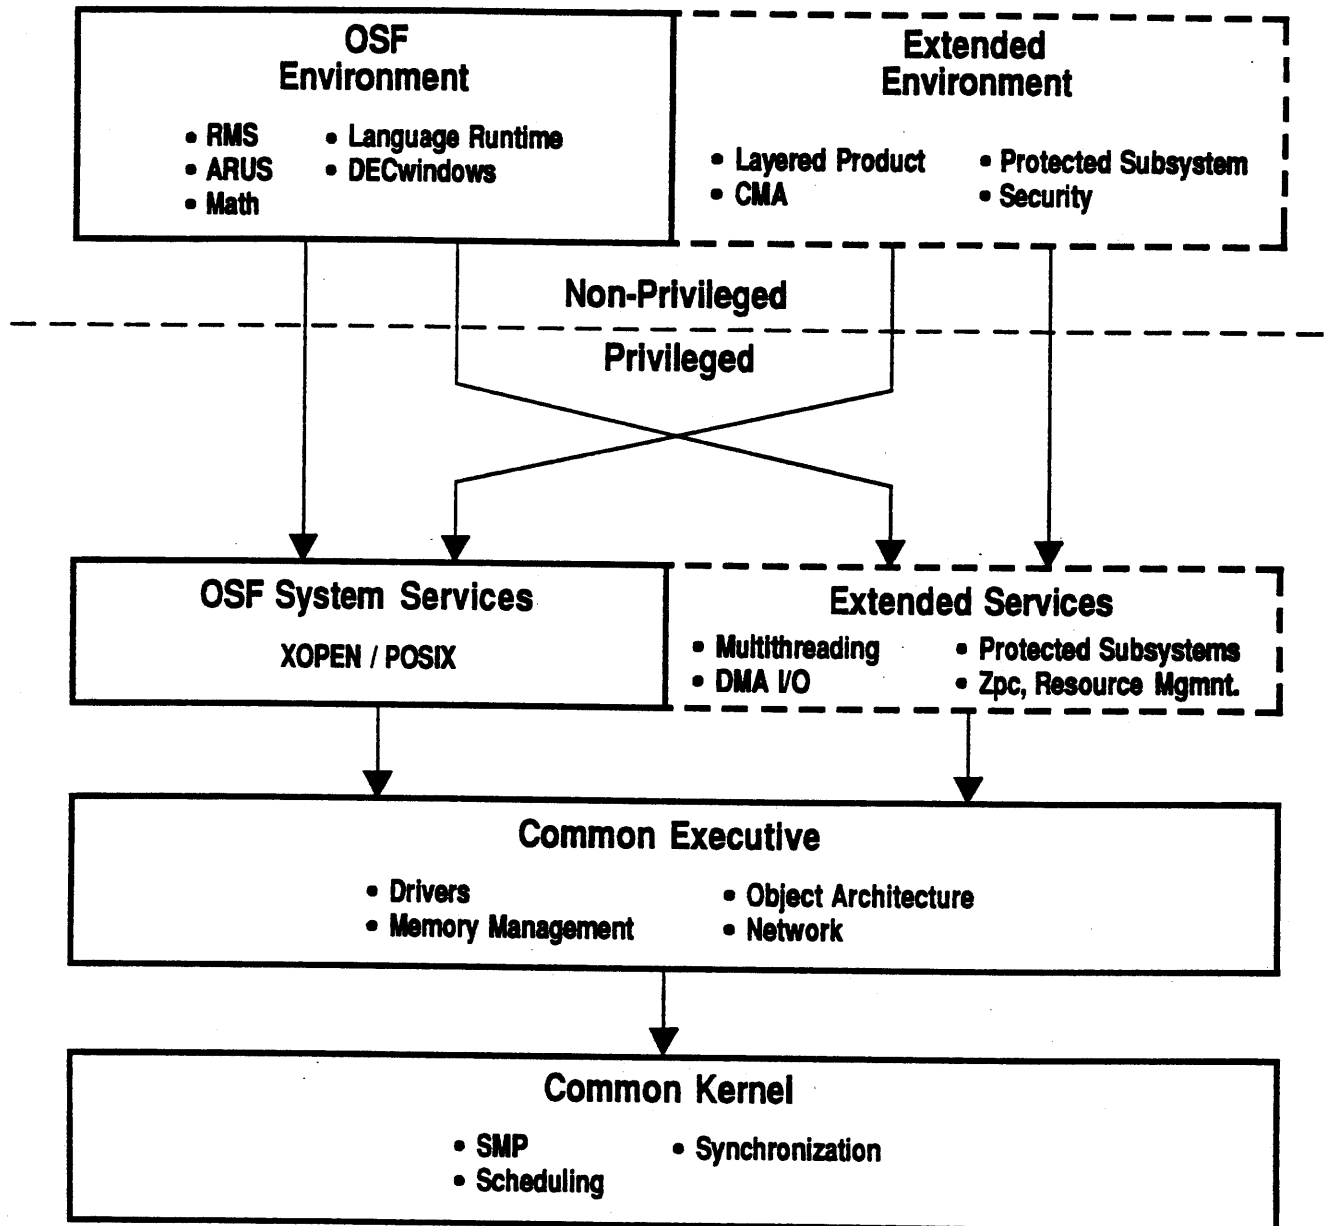 OSF
Environment
• RMS
• ARUS
• Math
• Language Runtime
• DECwindows
Extended
Environment
• Layered Product
• CMA
• Protected Subsystem
• Security
Non-Privileged
Privileged
OSF System Services
XOPEN / POSIX
Extended Services
• Multithreading
• DMA I/O
• Protected Subsystems
• Zpc, Resource Mgmnt.
Common Executive
• Drivers
• Memory Management
• Object Architecture
• Network
Common Kernel
• SMP
• Scheduling
• Synchronization